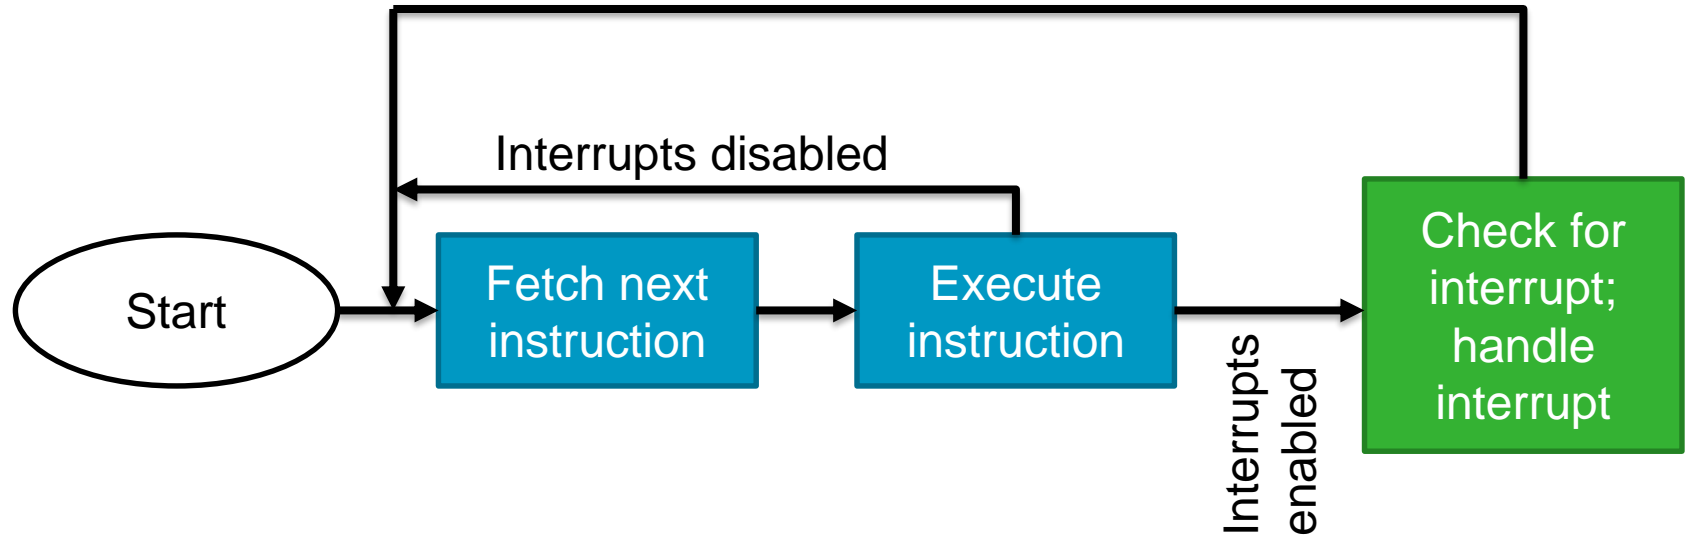 Interrupts disabled
Start
Fetch next
instruction
Execute
instruction
Interrupts
enabled
Check for
interrupt;
handle
interrupt